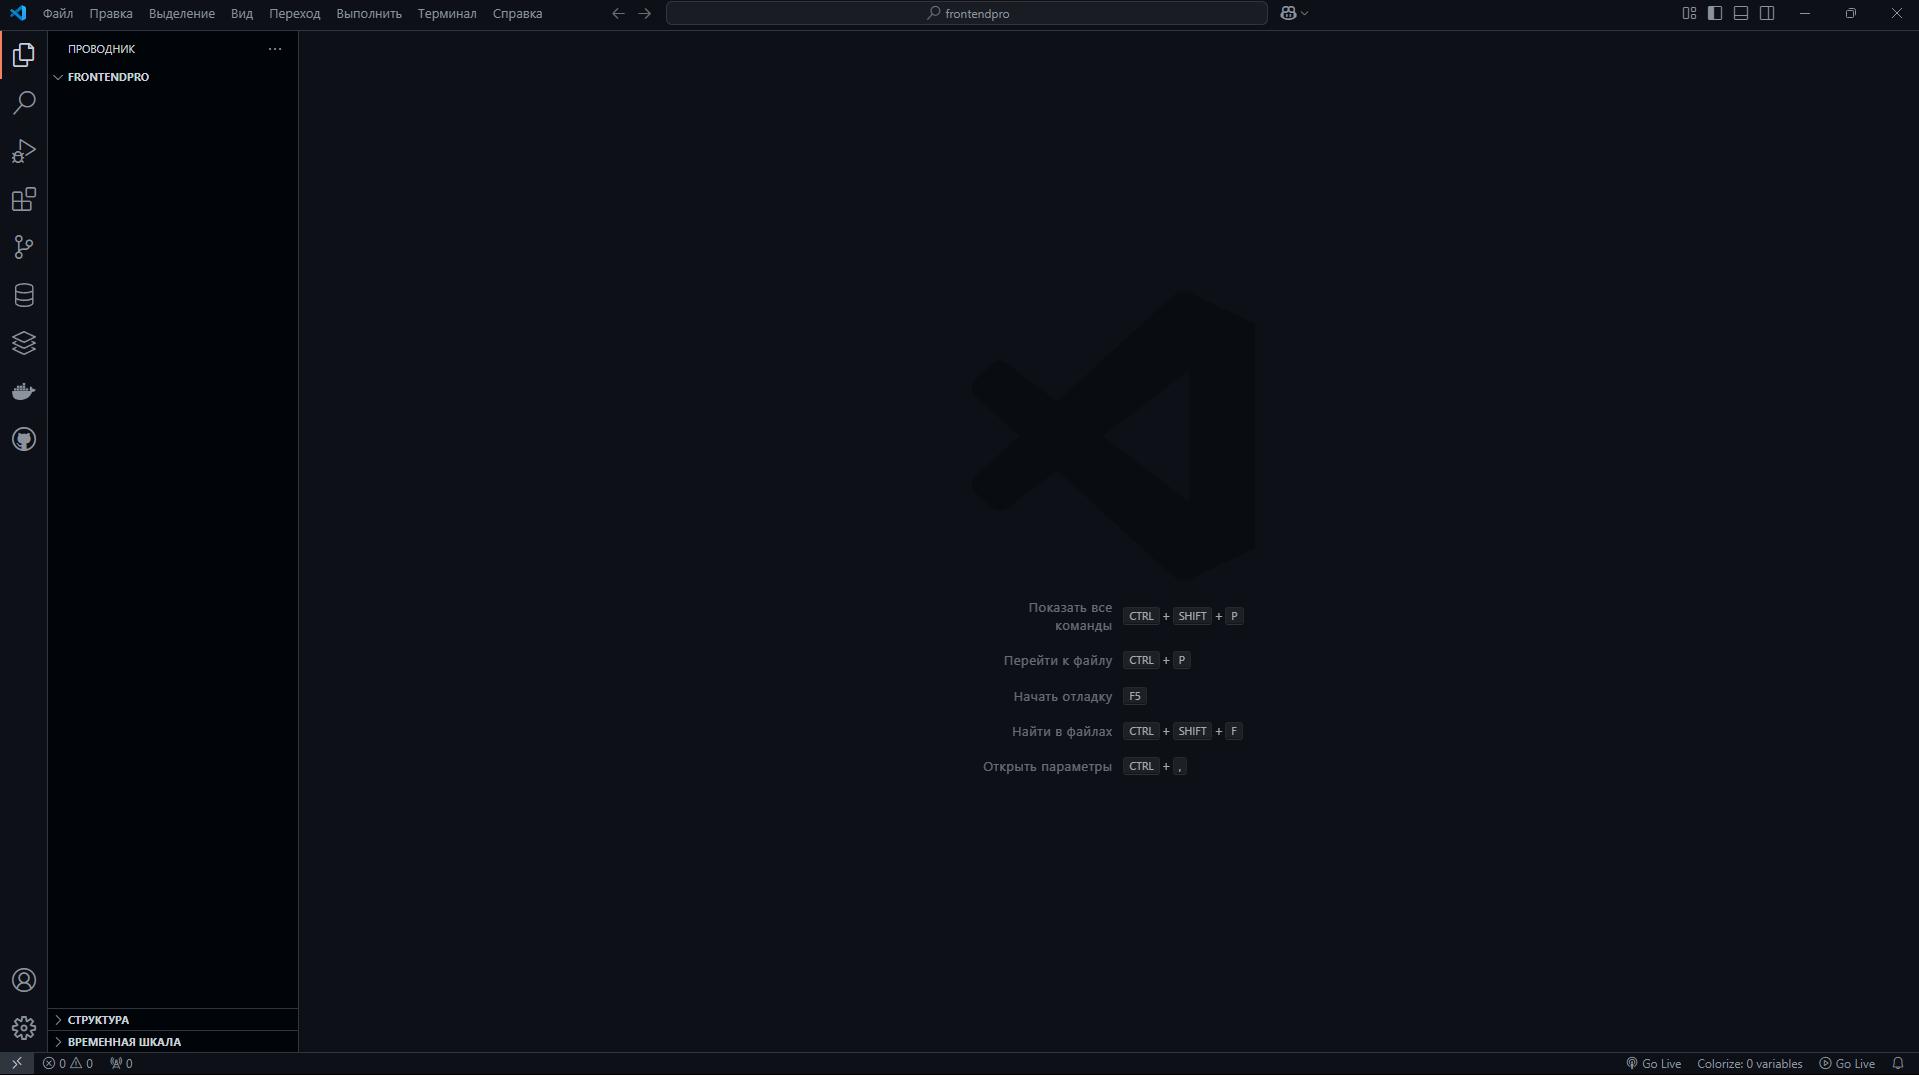 Файл Правка Выделение Вид Переход Выполнить Терминал Справка frontendpro
ПРОВОДНИК
FRONTENDPRO
Показать все
команды CTRL + SHIFT + P
Перейти к файлу CTRL + P
Начать отладку F5
Найти в файлах CTRL + SHIFT + F
Открыть параметры CTRL + ,
СТРУКТУРА
ВРЕМЕННАЯ ШКАЛА
0 0 0 Go Live Colorize: 0 variables Go Live